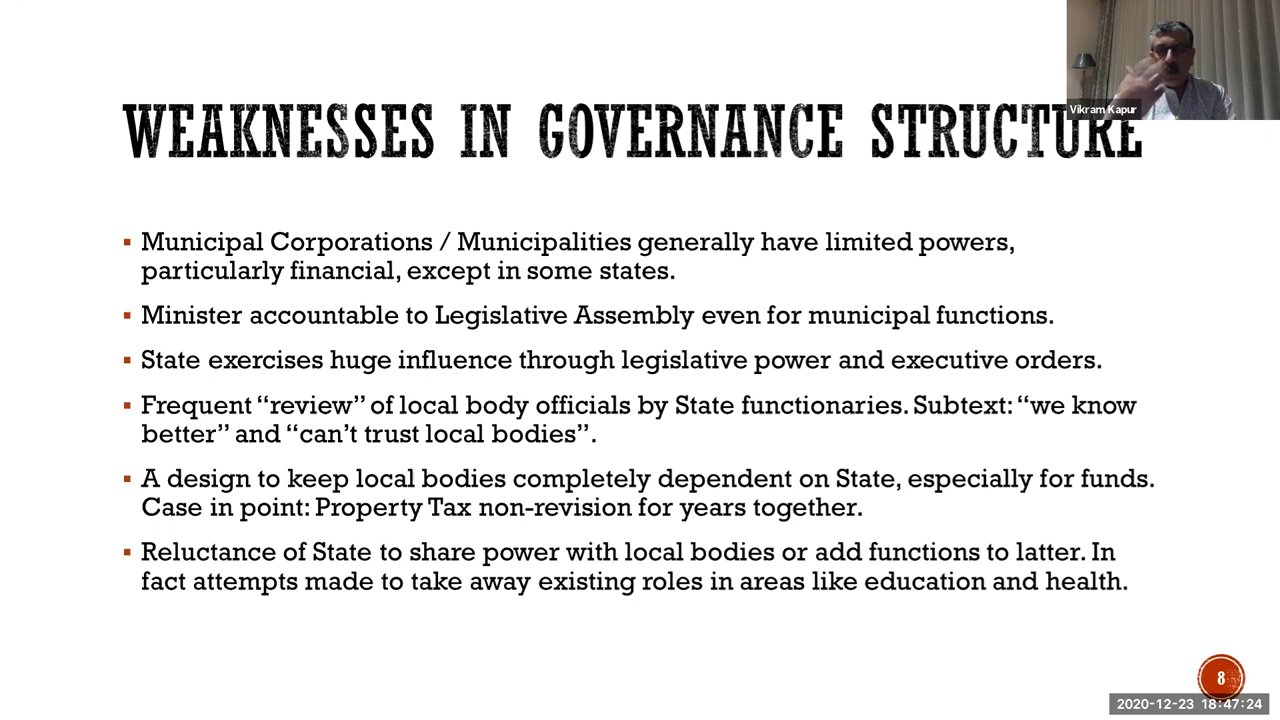 Vikram Kapur
WEAKNESSES IN GOVERNANCE STRUCTURE
▪ Municipal Corporations / Municipalities generally have limited powers,
particularly financial, except in some states.
▪ Minister accountable to Legislative Assembly even for municipal functions.
▪ State exercises huge influence through legislative power and executive orders.
▪ Frequent “review” of local body officials by State functionaries. Subtext: “we know
better” and “can’t trust local bodies”.
▪ A design to keep local bodies completely dependent on State, especially for funds.
Case in point: Property Tax non-revision for years together.
▪ Reluctance of State to share power with local bodies or add functions to latter. In
fact attempts made to take away existing roles in areas like education and health.
8
2020-12-23 18:47:24